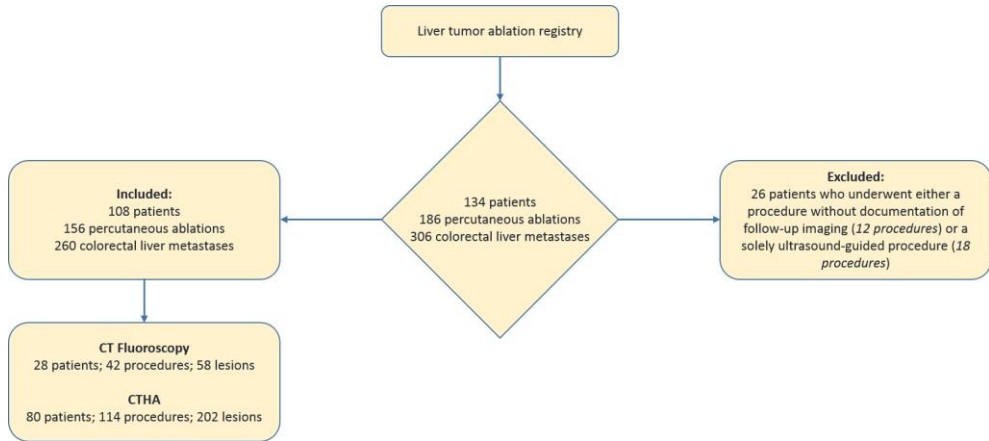 Liver tumor ablation registry
134 patients
186 percutaneous ablations
306 colorectal liver metastases
Included:
108 patients
156 percutaneous ablations
260 colorectal liver metastases
Excluded:
26 patients who underwent either a
procedure without documentation of
follow-up imaging (12 procedures) or a
solely ultrasound-guided procedure (18
procedures)
CT Fluoroscopy
28 patients; 42 procedures; 58 lesions
CTHA
80 patients; 114 procedures; 202 lesions